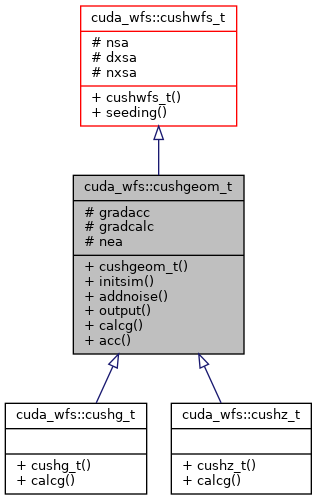 cuda_wfs::cushwfs_t
# nsa
# dxsa
# nxsa
+ cushwfs_t()
+ seeding()
cuda_wfs::cushgeom_t
# gradacc
# gradcalc
# nea
+ cushgeom_t()
+ initsim()
+ addnoise()
+ output()
+ calcg()
+ acc()
cuda_wfs::cushg_t
+ cushg_t()
+ calcg()
cuda_wfs::cushz_t
+ cushz_t()
+ calcg()